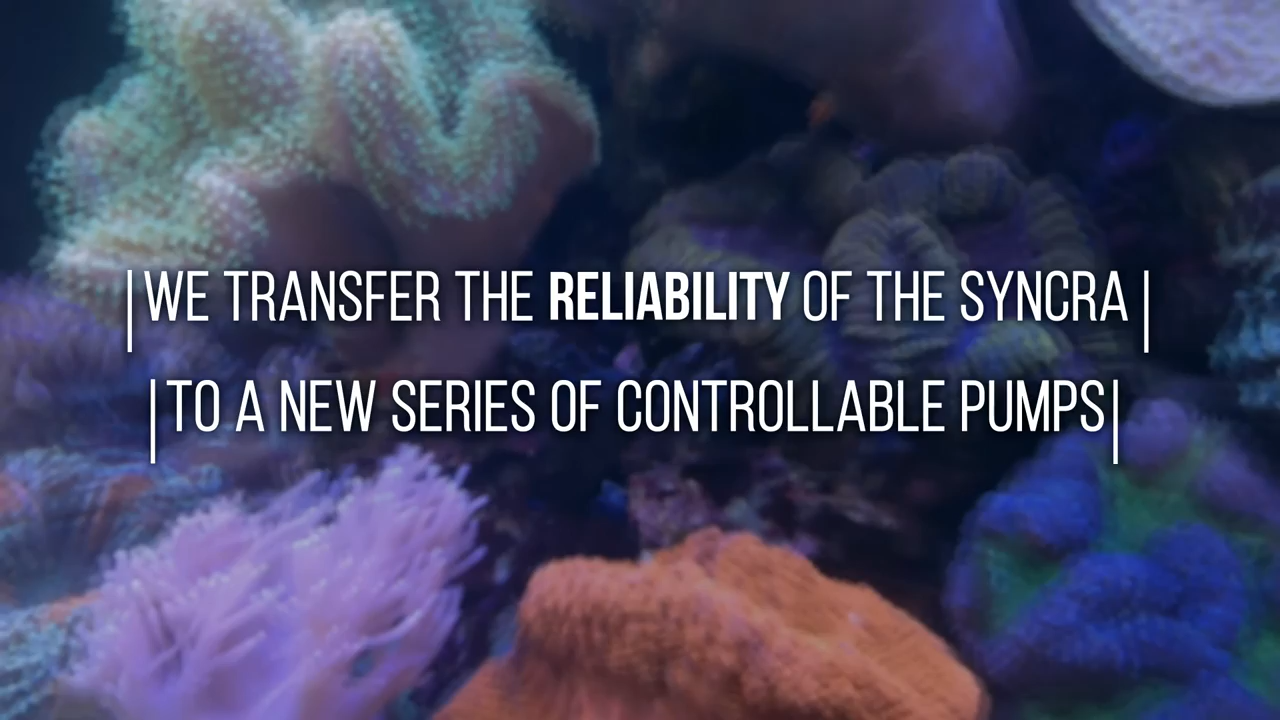 WE TRANSFER THE RELIABILITY OF THE SYNCRA
TO A NEW SERIES OF CONTROLLABLE PUMPS